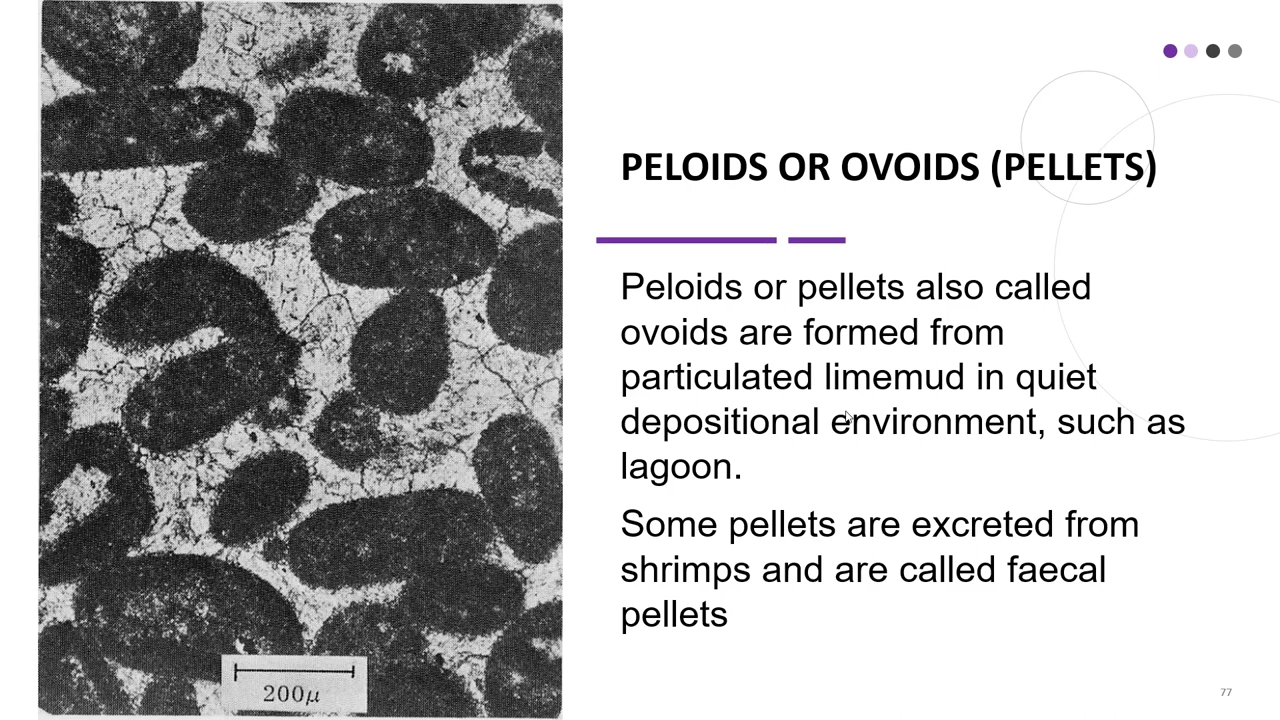 PELOIDS OR OVOIDS (PELLETS)
Peloids or pellets also called
ovoids are formed from
particulated limemud in quiet
depositional environment, such as
lagoon.
Some pellets are excreted from
shrimps and are called faecal
pellets
200μ
77